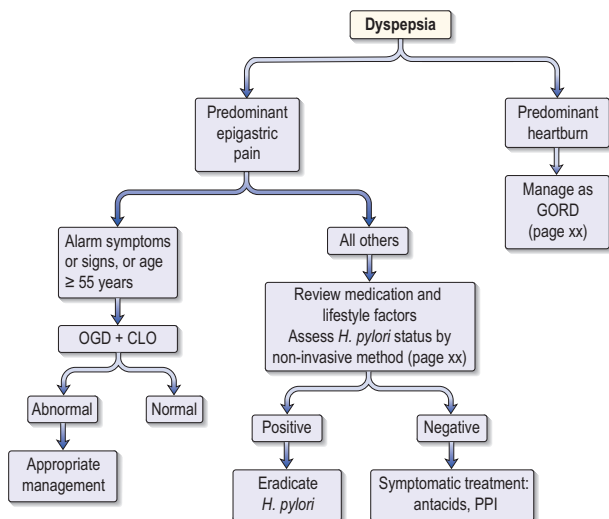 Dyspepsia
Predominant
epigastric
pain
Predominant
heartburn
Manage as
GORD
(page xx)
Alarm symptoms
or signs, or age
≥ 55 years
All others
Review medication and
lifestyle factors
Assess H. pylori status by
non-invasive method (page xx)
OGD + CLO
Abnormal
Normal
Positive
Negative
Appropriate
management
Eradicate
H. pylori
Symptomatic treatment:
antacids, PPI